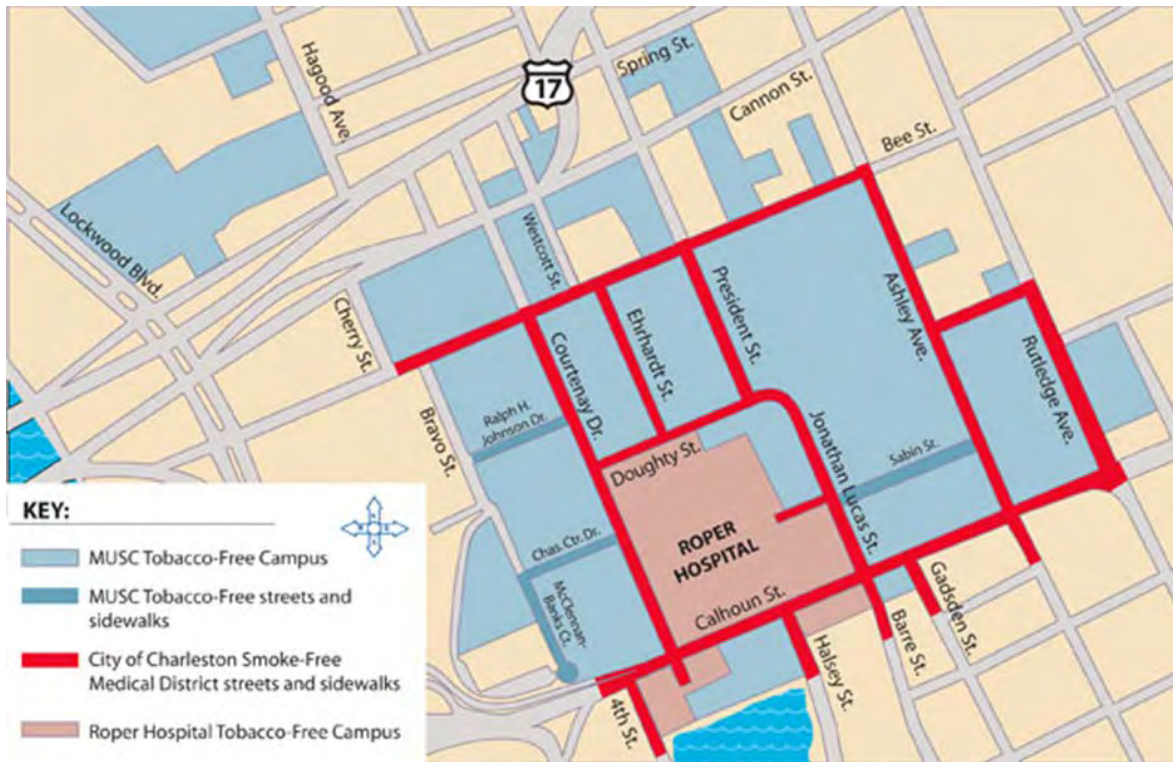 Hagood Ave.
17
Spring St.
Cannon St.
Bee St.
Lockwood Blvd.
Westcott St.
Cherry St.
Bravo St.
Ralph H.
Johnson Dr.
Courtenay Dr.
Ehrhardt St.
President St.
Ashley Ave.
Rutledge Ave.
Doughty St.
Jonathan Lucas St.
Sabin St.
ROPER
HOSPITAL
Chas. Ctr. Dr.
McClennan-
Banks Ct.
Calhoun St.
4th St.
Halsey St.
Barre St.
Gadsden St.
KEY:
MUSC Tobacco-Free Campus
MUSC Tobacco-Free streets and
sidewalks
City of Charleston Smoke-Free
Medical District streets and sidewalks
Roper Hospital Tobacco-Free Campus